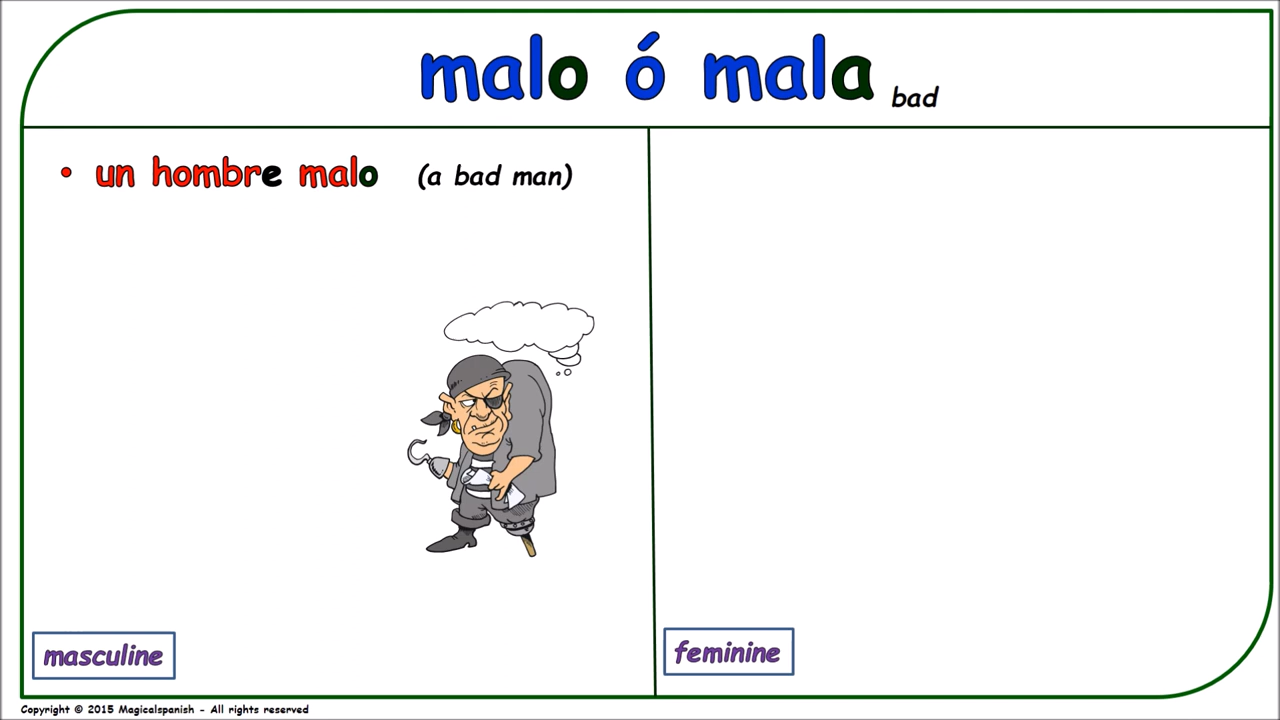 malo ó mala bad
• un hombre malo (a bad man)
masculine
feminine
Copyright © 2015 Magicalspanish - All rights reserved